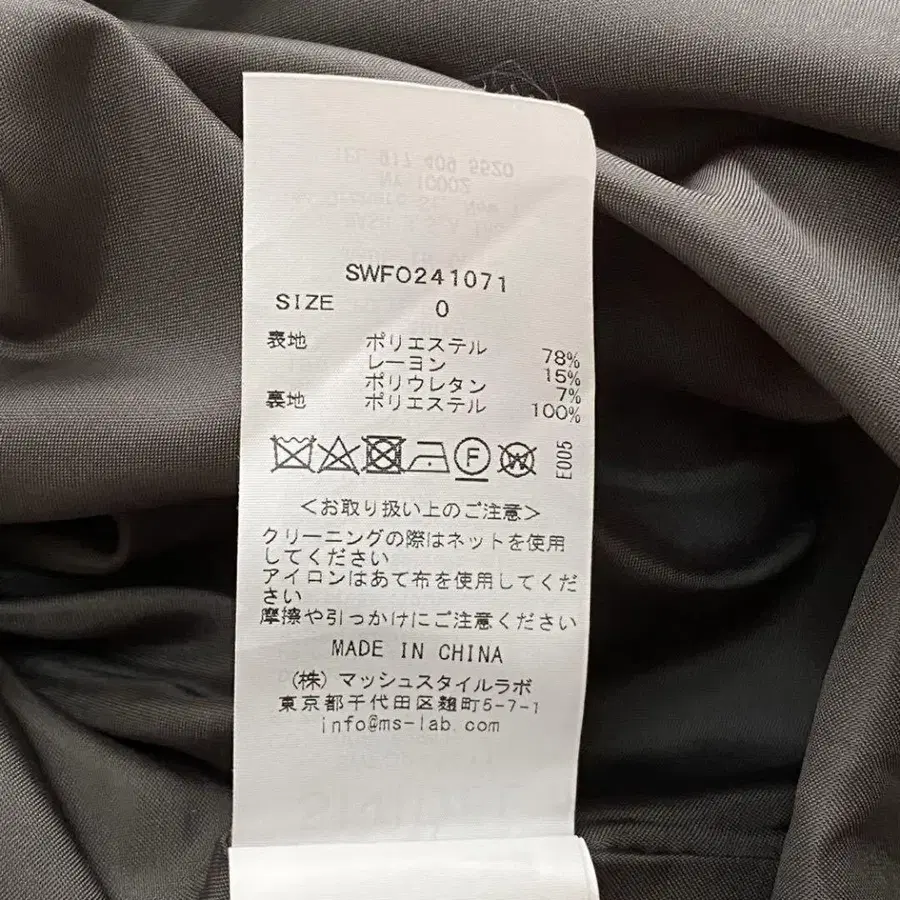 SWFO241071
SIZE 0
表地 ポリエステル 78%
レーヨン 15%
ポリウレタン 7%
裏地 ポリエステル 100%
F W E005
<お取り扱い上のご注意>
クリーニングの際はネットを使用
してください
アイロンはあて布を使用してくだ
さい
摩擦や引っかけにご注意ください
MADE IN CHINA
(株) マッシュスタイルラボ
東京都千代田区麹町5-7-1
info@ms-lab.com